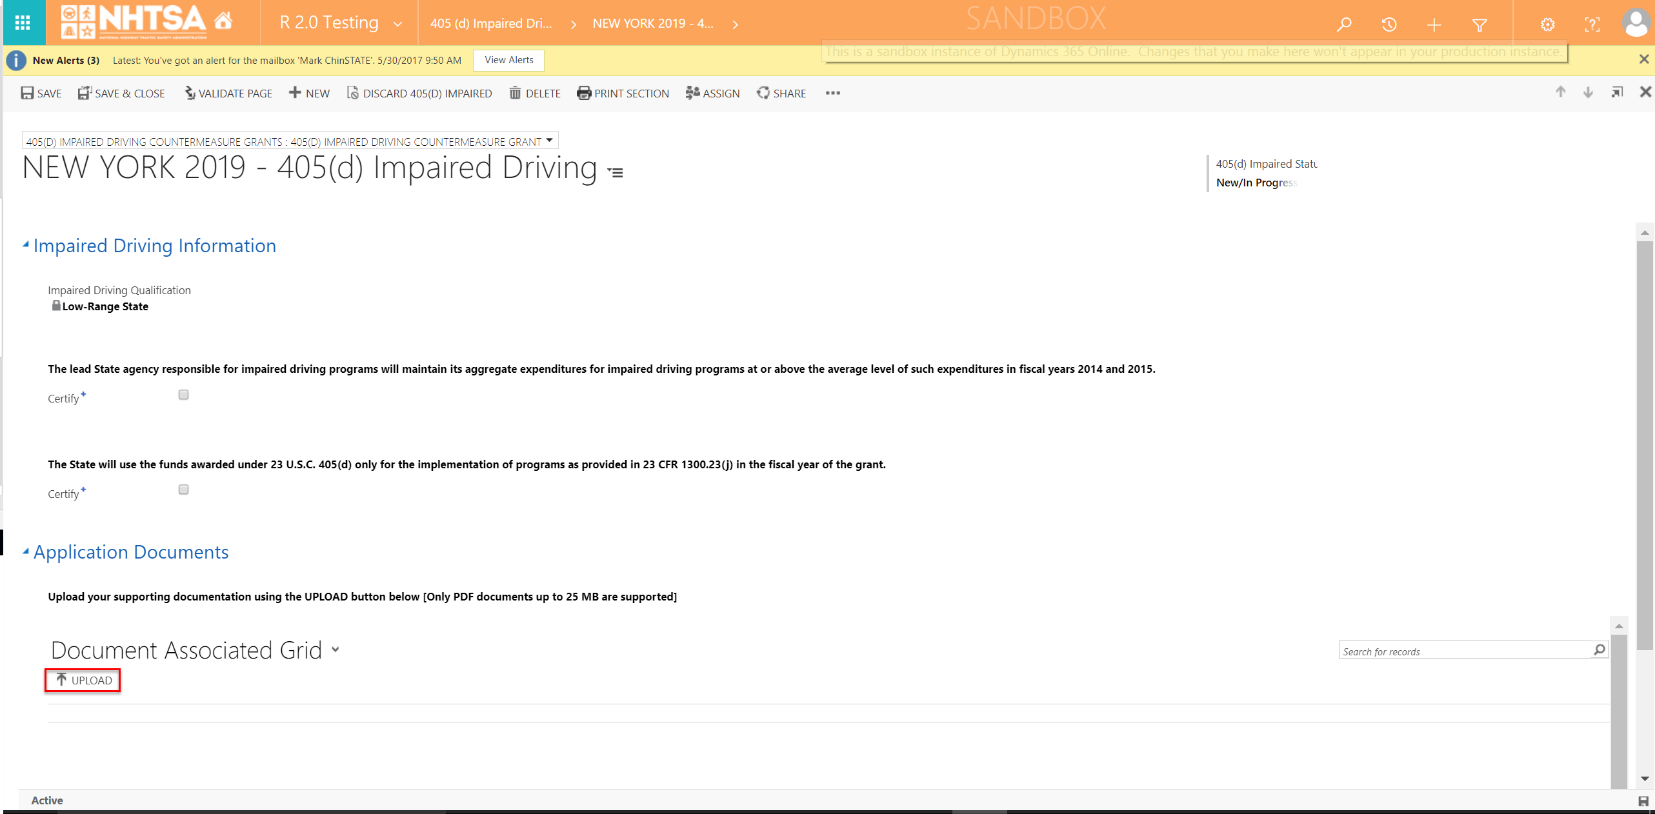 NHTSA
R 2.0 Testing
405 (d) Impaired Dri...
NEW YORK 2019 - 4...
SANDBOX
This is a sandbox instance of Dynamics 365 Online. Changes that you make here won't appear in your production instance.
New Alerts (3) Latest: You've got an alert for the mailbox 'Mark ChinSTATE'. 5/30/2017 9:50 AM View Alerts
SAVE SAVE & CLOSE VALIDATE PAGE NEW DISCARD 405(D) IMPAIRED DELETE PRINT SECTION ASSIGN SHARE •••
405(D) IMPAIRED DRIVING COUNTERMEASURE GRANTS : 405(D) IMPAIRED DRIVING COUNTERMEASURE GRANT
NEW YORK 2019 - 405(d) Impaired Driving
405(d) Impaired Statu
New/In Progress
Impaired Driving Information
Impaired Driving Qualification
Low-Range State
The lead State agency responsible for impaired driving programs will maintain its aggregate expenditures for impaired driving programs at or above the average level of such expenditures in fiscal years 2014 and 2015.
Certify*
The State will use the funds awarded under 23 U.S.C. 405(d) only for the implementation of programs as provided in 23 CFR 1300.23(j) in the fiscal year of the grant.
Certify*
Application Documents
Upload your supporting documentation using the UPLOAD button below [Only PDF documents up to 25 MB are supported]
Document Associated Grid
Search for records
UPLOAD
Active